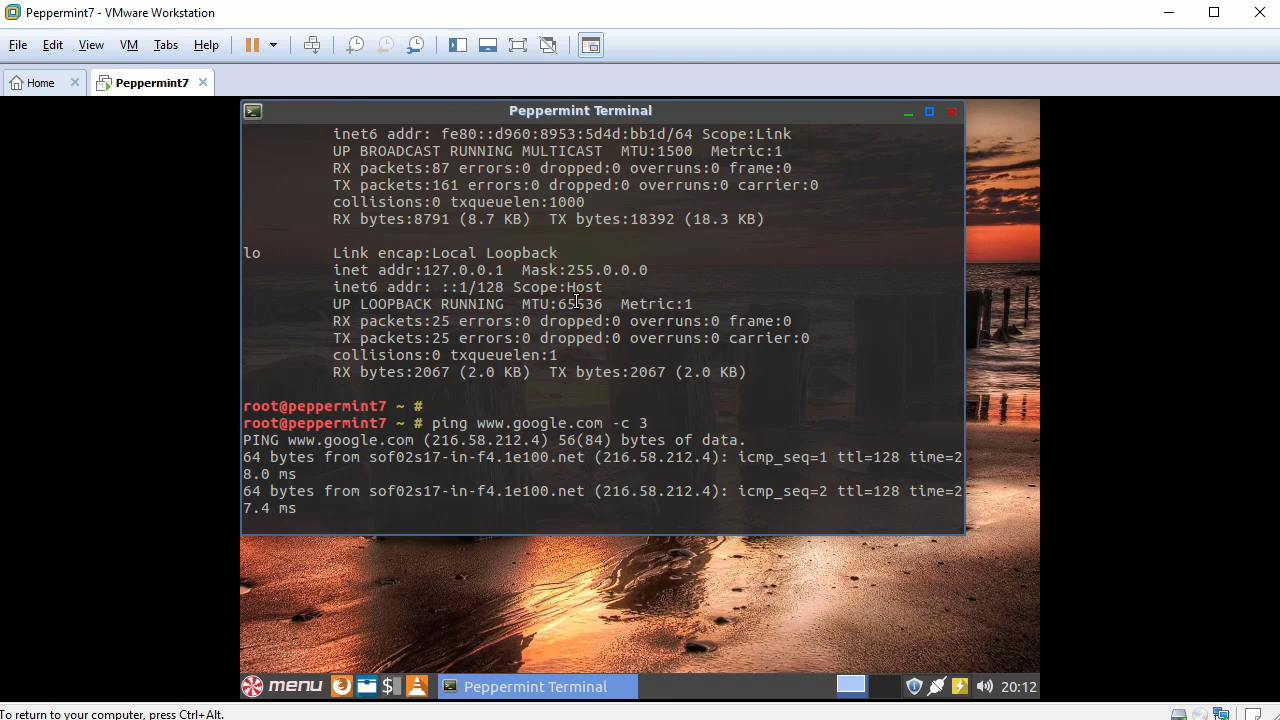 Peppermint7 - VMware Workstation
File Edit View VM Tabs Help
Home Peppermint7
Peppermint Terminal
inet6 addr: fe80::d960:8953:5d4d:bb1d/64 Scope:Link
UP BROADCAST RUNNING MULTICAST  MTU:1500  Metric:1
RX packets:87 errors:0 dropped:0 overruns:0 frame:0
TX packets:161 errors:0 dropped:0 overruns:0 carrier:0
collisions:0 txqueuelen:1000
RX bytes:8791 (8.7 KB)  TX bytes:18392 (18.3 KB)
lo        Link encap:Local Loopback
inet addr:127.0.0.1  Mask:255.0.0.0
inet6 addr: ::1/128 Scope:Host
UP LOOPBACK RUNNING  MTU:65536  Metric:1
RX packets:25 errors:0 dropped:0 overruns:0 frame:0
TX packets:25 errors:0 dropped:0 overruns:0 carrier:0
collisions:0 txqueuelen:1
RX bytes:2067 (2.0 KB)  TX bytes:2067 (2.0 KB)
root@peppermint7 ~ #
root@peppermint7 ~ # ping www.google.com -c 3
PING www.google.com (216.58.212.4) 56(84) bytes of data.
64 bytes from sof02s17-in-f4.1e100.net (216.58.212.4): icmp_seq=1 ttl=128 time=2
8.0 ms
64 bytes from sof02s17-in-f4.1e100.net (216.58.212.4): icmp_seq=2 ttl=128 time=2
7.4 ms
menu Peppermint Terminal 20:12
To return to your computer, press Ctrl+Alt.